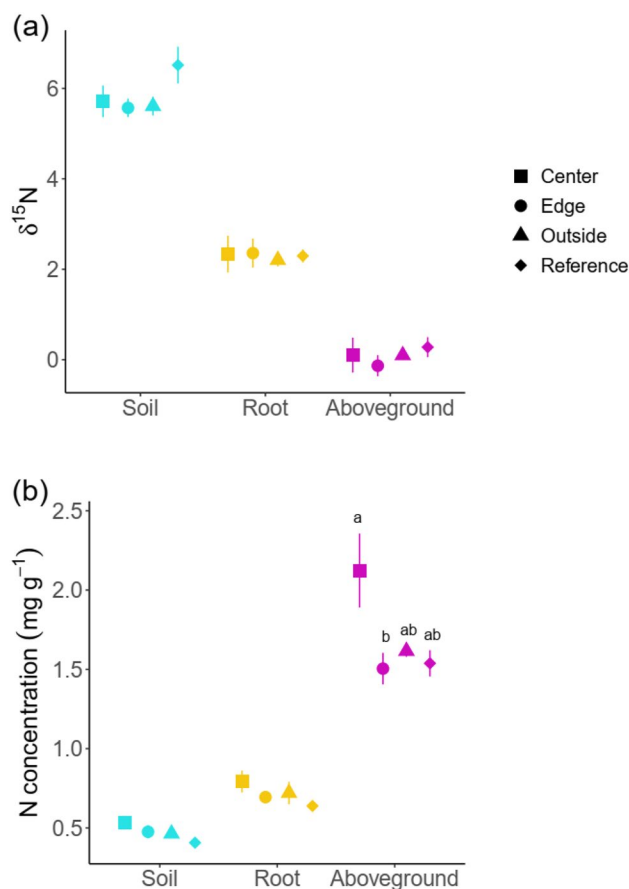 (a)
δ¹⁵N
6
4
2
0
Soil Root Aboveground
Center
Edge
Outside
Reference
(b)
N concentration (mg g⁻¹)
2.5
2.0
1.5
1.0
0.5
a
b ab ab
Soil Root Aboveground